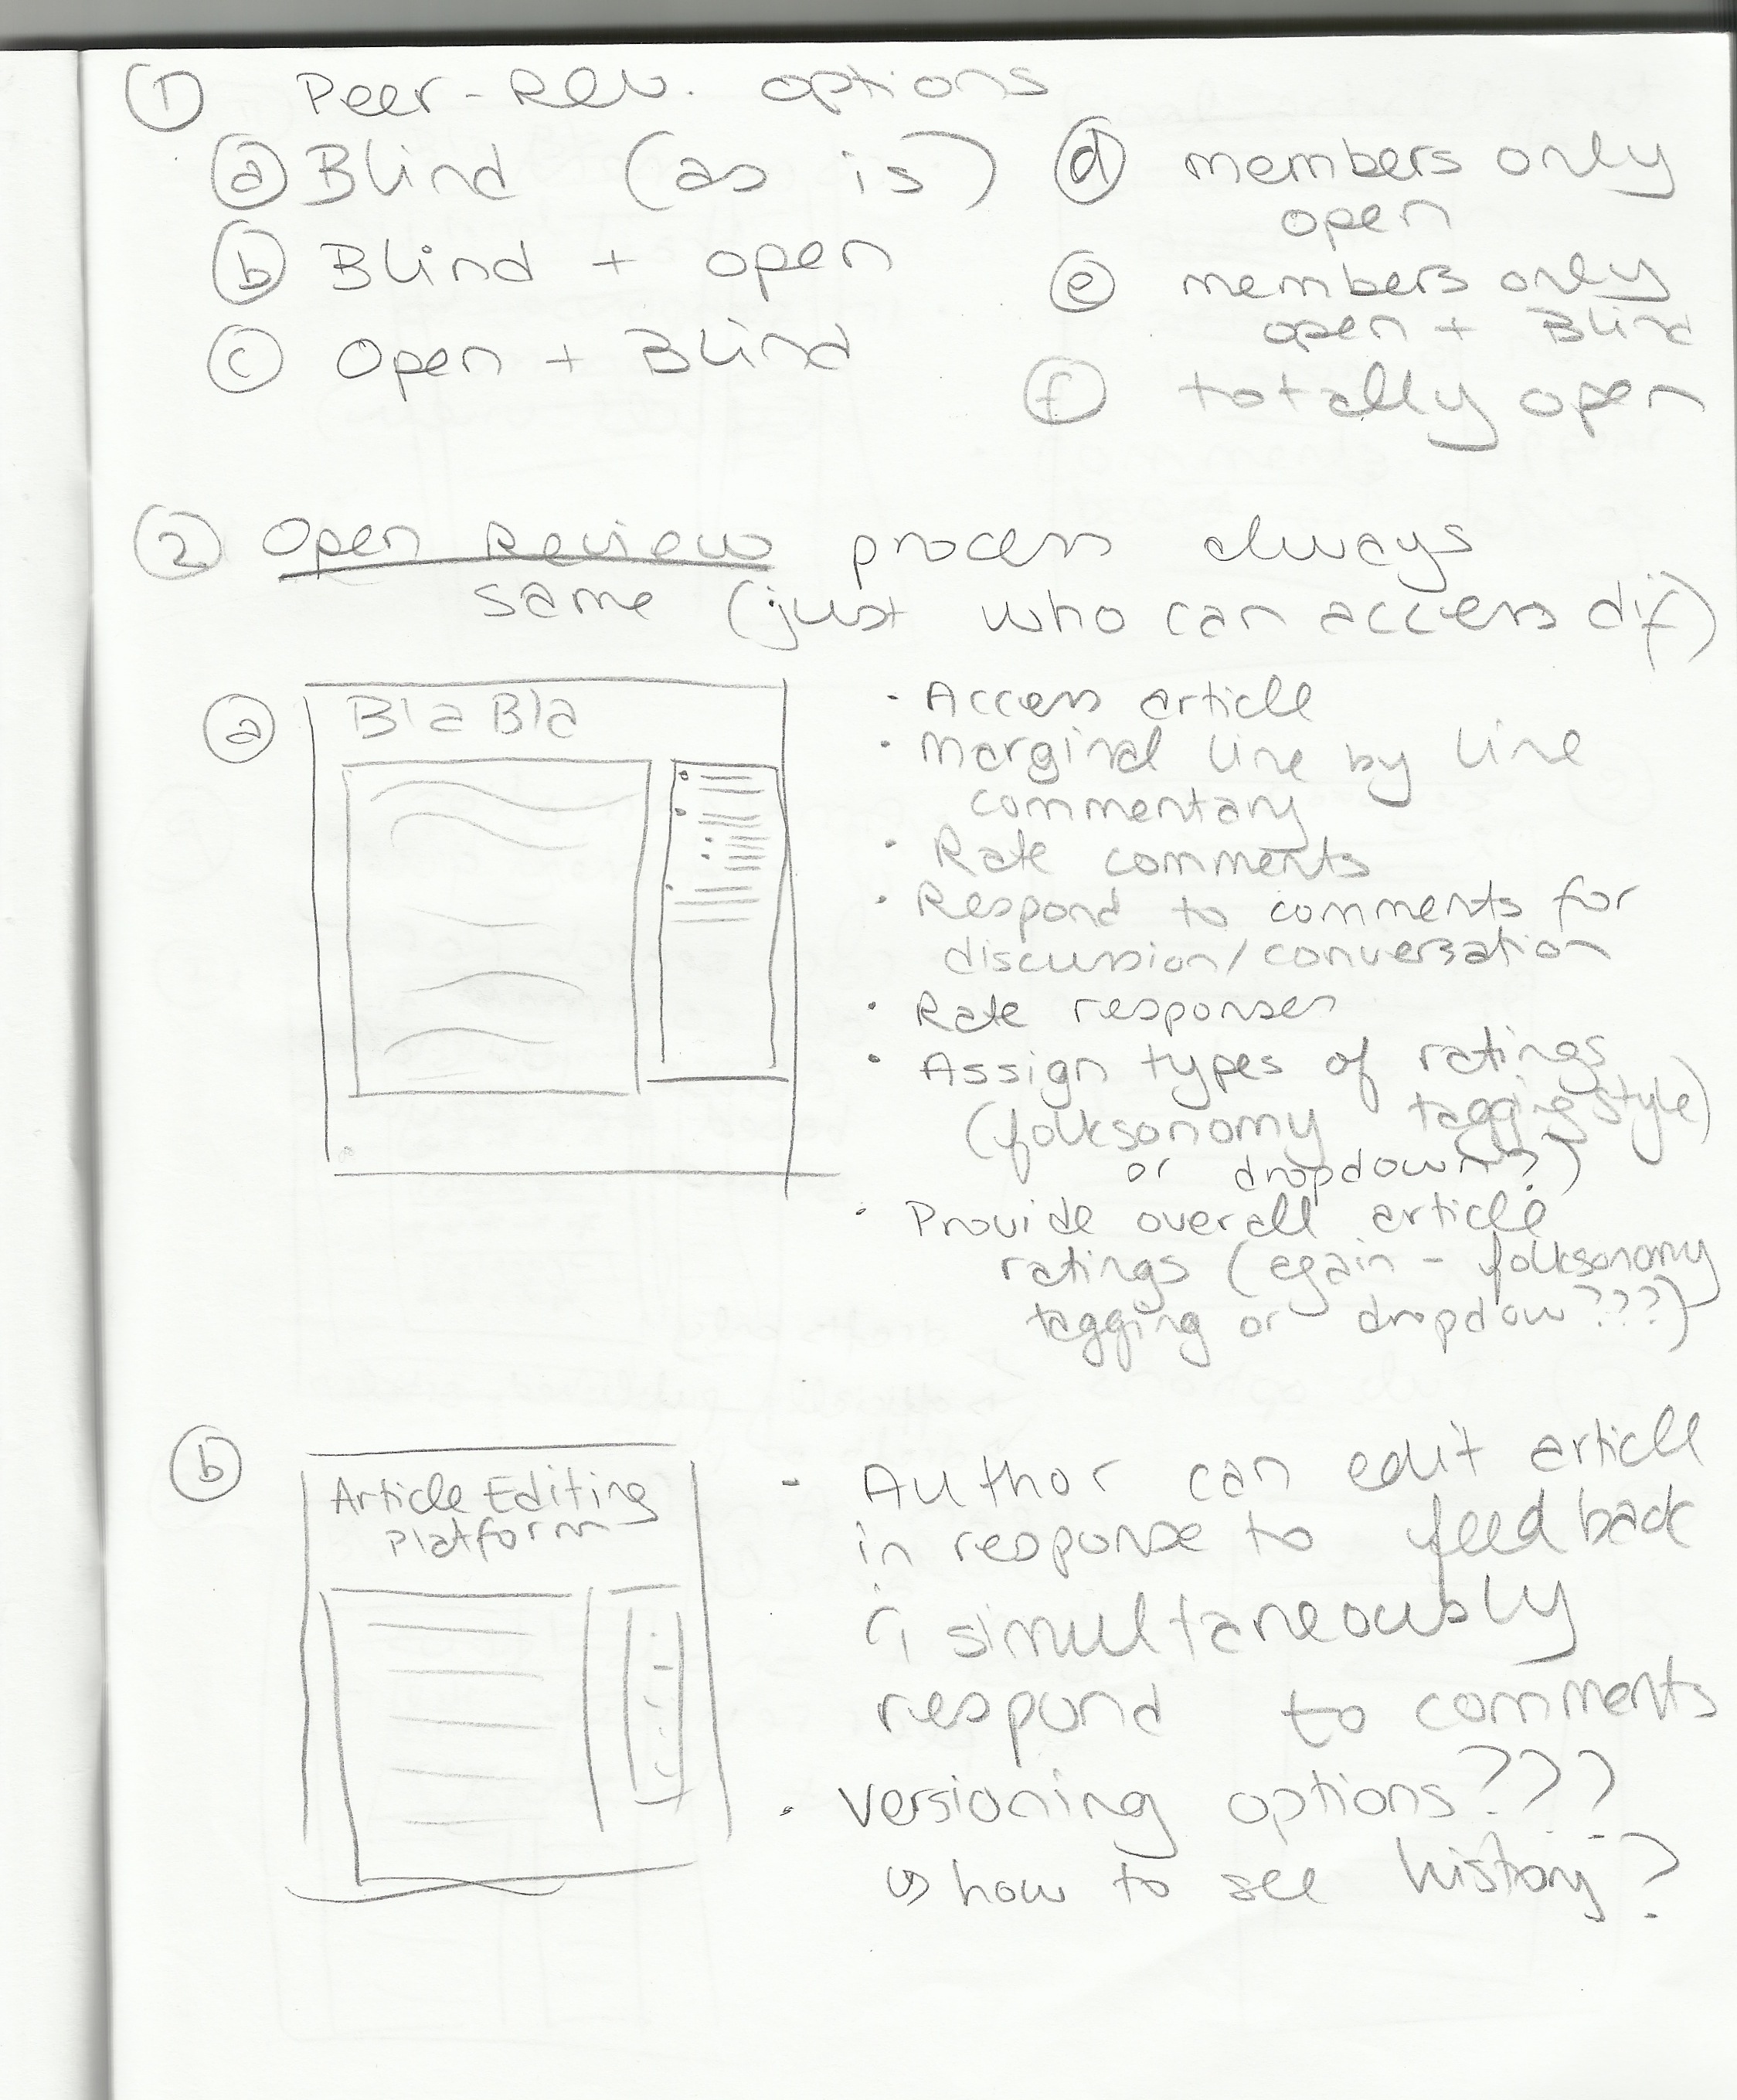 ① Peer-Rev. options
ⓐ Blind (as is)
ⓑ Blind + open
ⓒ Open + Blind
ⓓ members only
open
ⓔ members only
open + Blind
ⓕ totally open
② Open Review process always
same (just who can access dif)
ⓐ Bla Bla
· Access article
· Marginal line by line
commentary
· Rate comments
· Respond to comments for
discussion/conversation
· Rate responses
· Assign types of ratings
(folksonomy tagging style)
or dropdown?)
· Provide overall article
ratings (again - folksonomy
tagging or dropdow???)
ⓑ Article Editing
Platform
- Author can edit article
in response to feedback
simultaneously
respond to comments
· versioning options???
↳ how to see history?